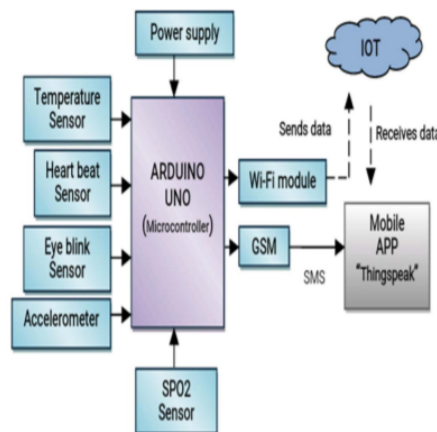 Power supply
IOT
Temperature
Sensor
Heart beat
Sensor
Eye blink
Sensor
Accelerometer
ARDUINO
UNO
(Microcontroller)
SPO2
Sensor
Sends data
Receives data
Wi-Fi module
GSM
SMS
Mobile
APP
"Thingspeak"